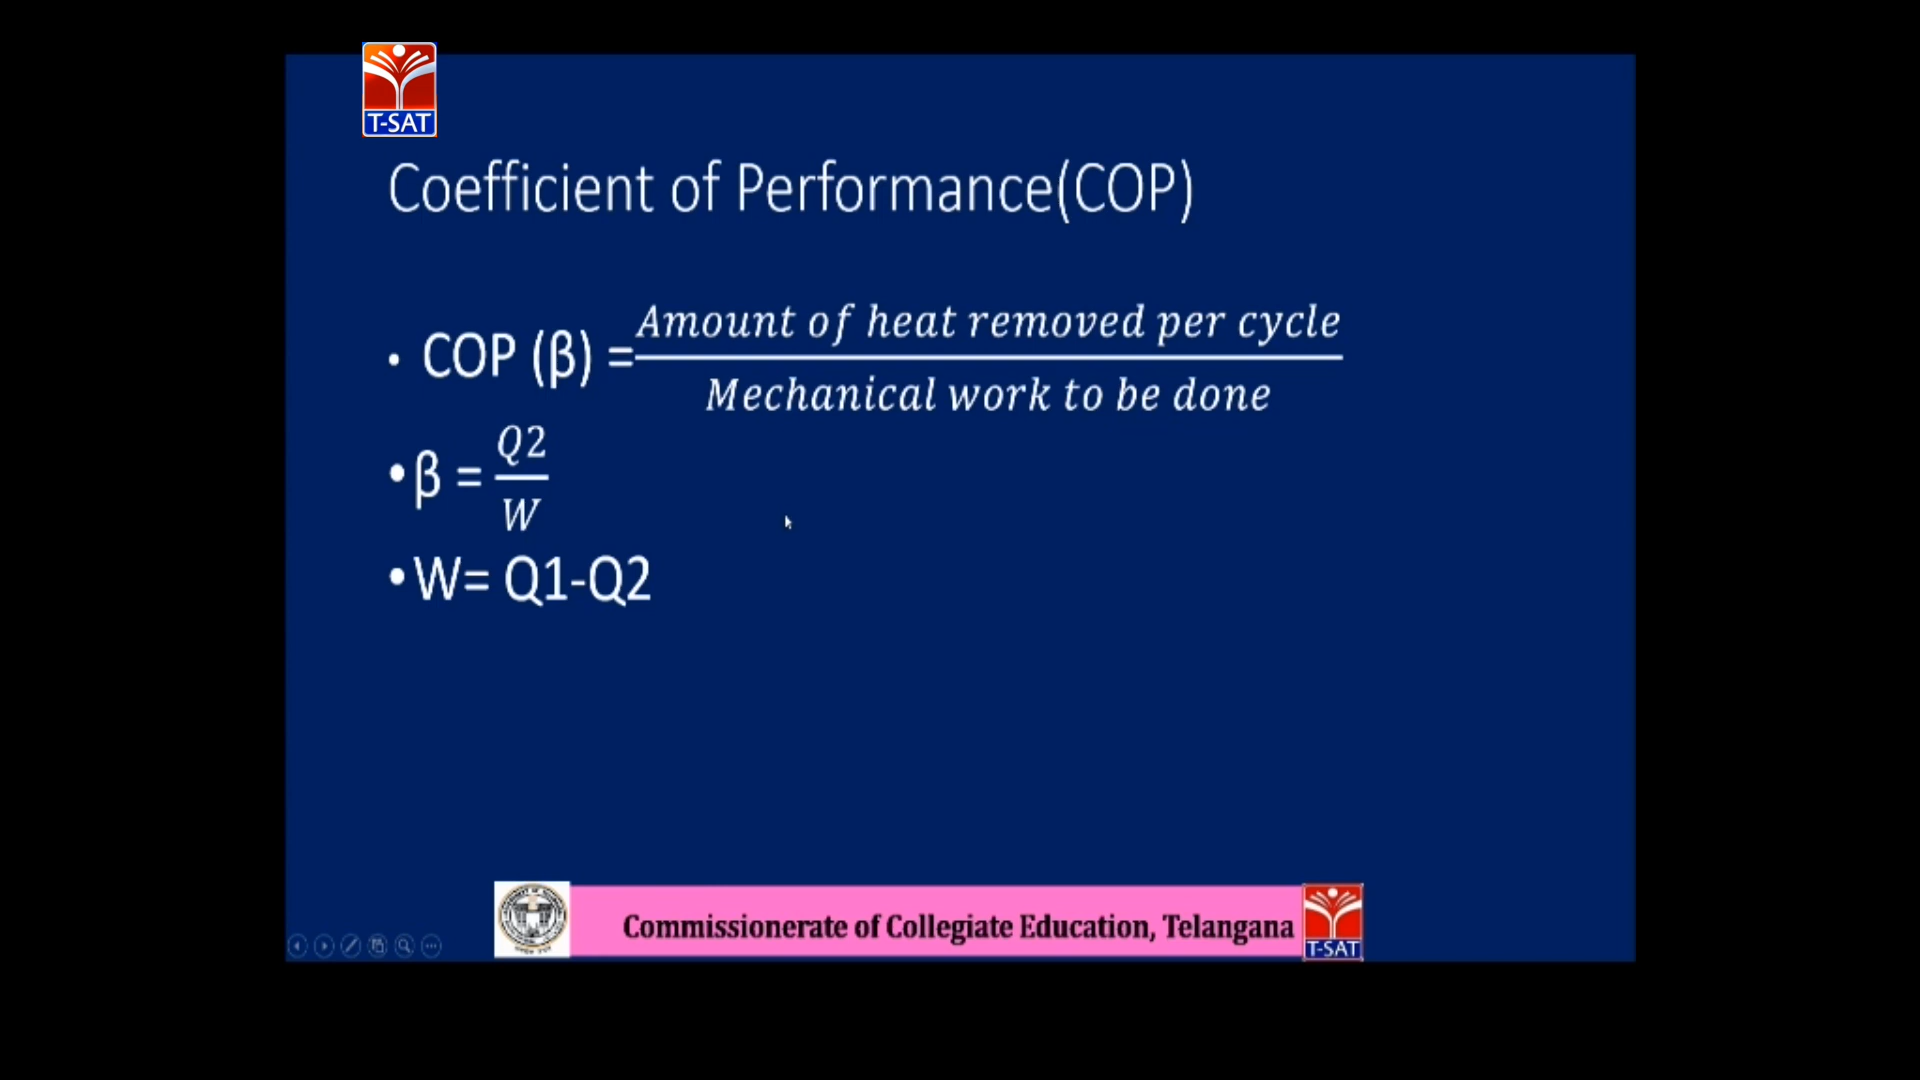 T-SAT
Coefficient of Performance(COP)
• COP (β) = Amount of heat removed per cycle / Mechanical work to be done
• β = Q2 / W
• W= Q1-Q2
Commissionerate of Collegiate Education, Telangana
T-SAT